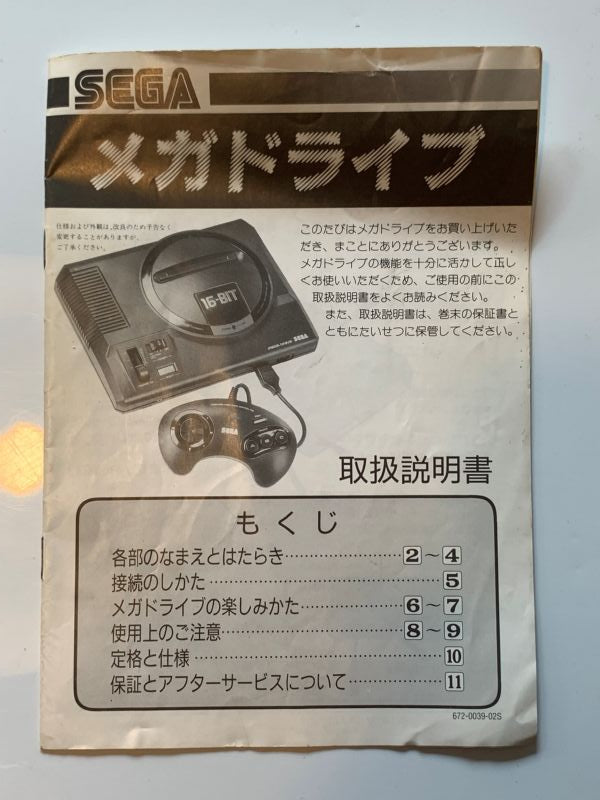 SEGA
メガドライブ
仕様および外観は、改良のため予告なく
変更することがありますが、
ご了承ください。
このたびはメガドライブをお買い上げいた
だき、まことにありがとうございます。
メガドライブの機能を十分に活かして正し
くお使いいただくため、ご使用の前にこの
取扱説明書をよくお読みください。
また、取扱説明書は、巻末の保証書と
ともにたいせつに保管してください。
16-BIT
SEGA
SEGA
取扱説明書
もくじ
各部のなまえとはたらき……………………2~4
接続のしかた……………………………………5
メガドライブの楽しみかた…………………6~7
使用上のご注意………………………………8~9
定格と仕様………………………………………10
保証とアフターサービスについて……………11
672-0039-02S